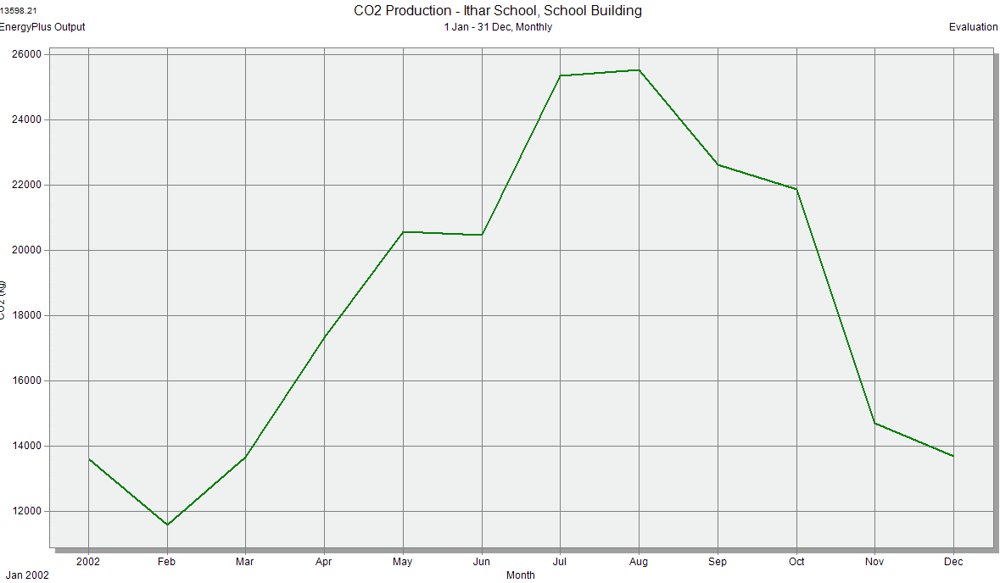 13598.21
CO2 Production - Ithar School, School Building
EnergyPlus Output
1 Jan - 31 Dec, Monthly
Evaluation
26000
24000
22000
20000
18000
16000
14000
12000
CO2 (kg)
2002 Feb Mar Apr May Jun Jul Aug Sep Oct Nov Dec
Jan 2002
Month